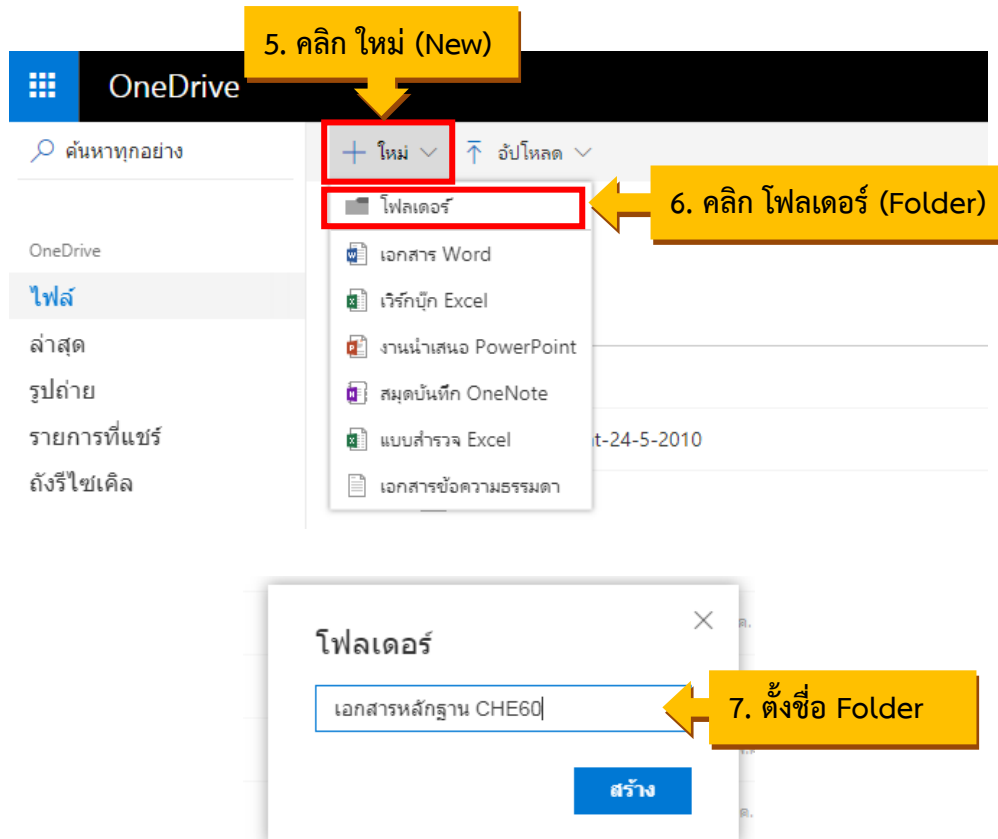 5. คลิก ใหม่ (New)
OneDrive
ค้นหาทุกอย่าง
ใหม่
อัปโหลด
โฟลเดอร์
6. คลิก โฟลเดอร์ (Folder)
OneDrive
เอกสาร Word
ไฟล์
เวิร์กบุ๊ก Excel
ล่าสุด
งานนำเสนอ PowerPoint
รูปถ่าย
สมุดบันทึก OneNote
รายการที่แชร์
แบบสำรวจ Excel
t-24-5-2010
ถังรีไซเคิล
เอกสารข้อความธรรมดา
โฟลเดอร์
เอกสารหลักฐาน CHE60
7. ตั้งชื่อ Folder
สร้าง